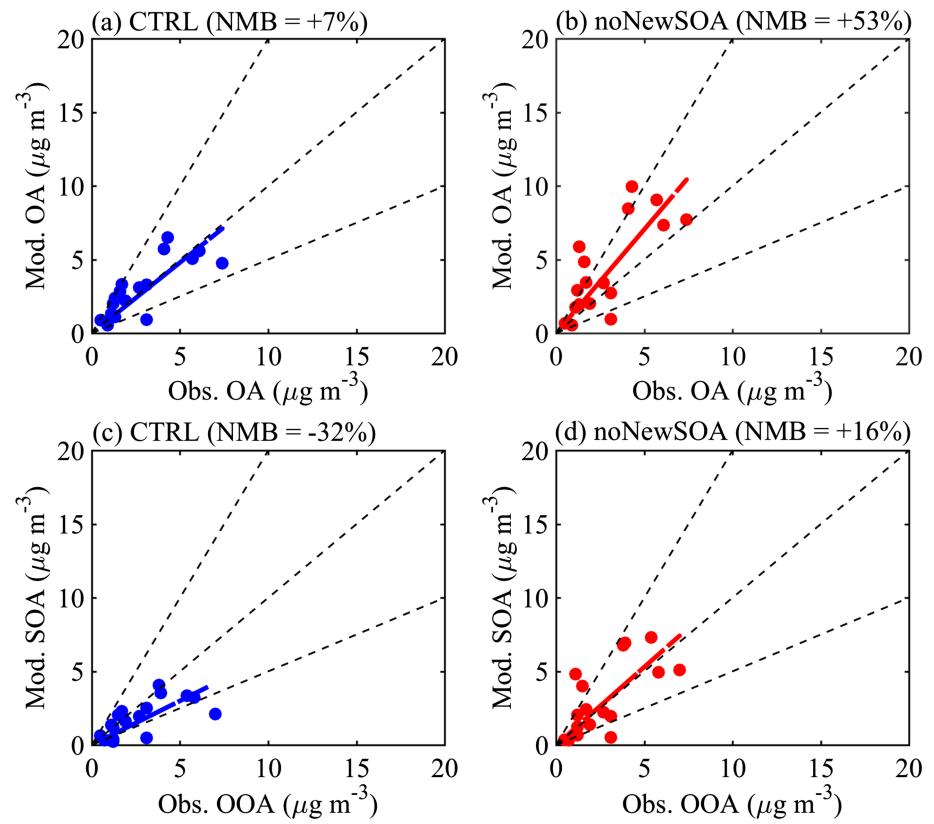 (a) CTRL (NMB = +7%)
20
15
10
5
0
Mod. OA (μg m⁻³)
0 5 10 15 20
Obs. OA (μg m⁻³)
(b) noNewSOA (NMB = +53%)
20
15
10
5
0
Mod. OA (μg m⁻³)
0 5 10 15 20
Obs. OA (μg m⁻³)
(c) CTRL (NMB = -32%)
20
15
10
5
0
Mod. SOA (μg m⁻³)
0 5 10 15 20
Obs. OOA (μg m⁻³)
(d) noNewSOA (NMB = +16%)
20
15
10
5
0
Mod. SOA (μg m⁻³)
0 5 10 15 20
Obs. OOA (μg m⁻³)